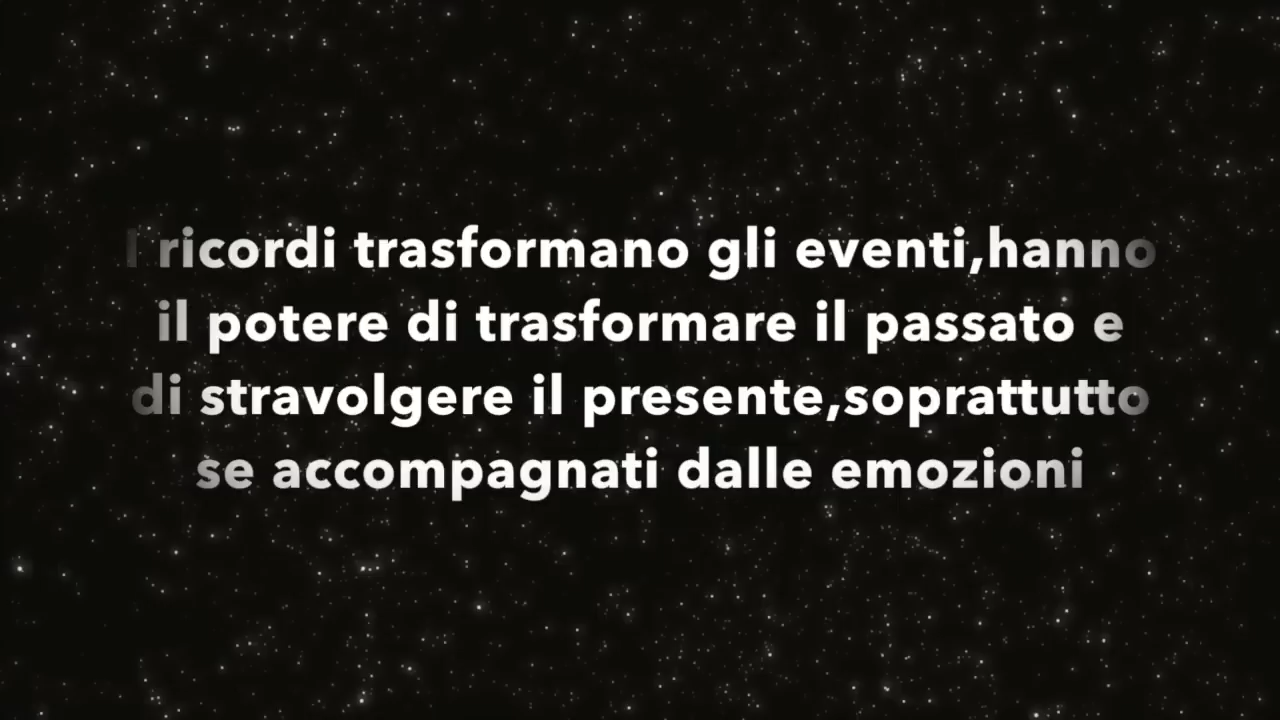 I ricordi trasformano gli eventi,hanno
il potere di trasformare il passato e
di stravolgere il presente,soprattutto
se accompagnati dalle emozioni